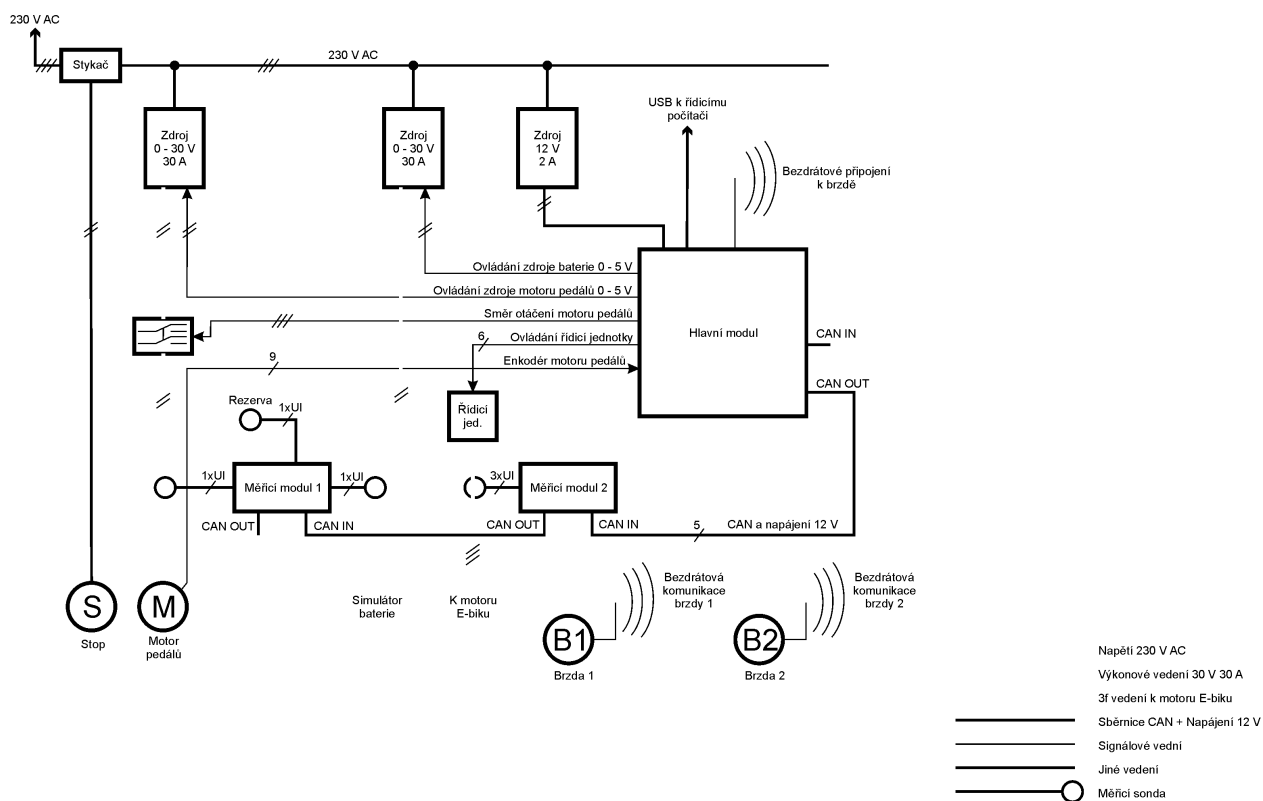 230 V AC
Stykač
230 V AC
Zdroj
0 - 30 V
30 A
Zdroj
0 - 30 V
30 A
Zdroj
12 V
2 A
USB k řídicímu
počítači
Bezdrátové připojení
k brzdě
Ovládání zdroje baterie 0 - 5 V
Ovládání zdroje motoru pedálů 0 - 5 V
Směr otáčení motoru pedálů
6
Ovládání řídicí jednotky
9
Enkodér motoru pedálů
Hlavní modul
CAN IN
CAN OUT
Řídicí
jed.
Rezerva
1xUI
1xUI
Měřicí modul 1
1xUI
3xUI
Měřicí modul 2
CAN OUT
CAN IN
CAN OUT
CAN IN
5
CAN a napájení 12 V
S
Stop
M
Motor
pedálů
Simulátor
baterie
K motoru
E-biku
B1
Brzda 1
Bezdrátová
komunikace
brzdy 1
B2
Brzda 2
Bezdrátová
komunikace
brzdy 2
Napětí 230 V AC
Výkonové vedení 30 V 30 A
3f vedení k motoru E-biku
Sběrnice CAN + Napájení 12 V
Signálové vední
Jiné vedení
Měřicí sonda